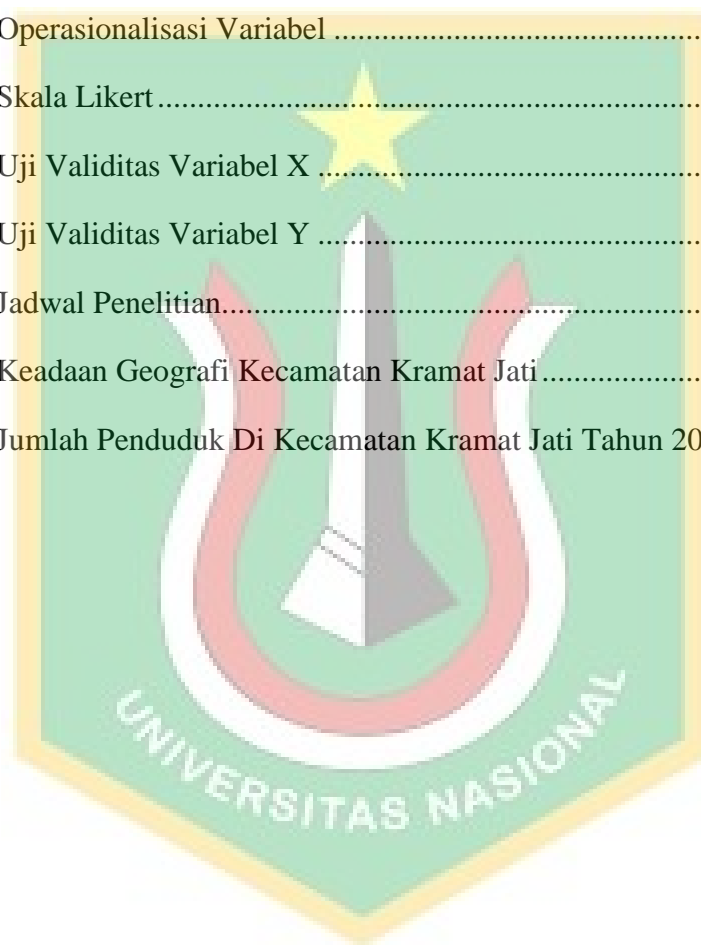 Operasionalisasi Variabel ............................................
Skala Likert ...................................................................
Uji Validitas Variabel X ..............................................
Uji Validitas Variabel Y ..............................................
Jadwal Penelitian..........................................................
Keadaan Geografi Kecamatan Kramat Jati ...................
Jumlah Penduduk Di Kecamatan Kramat Jati Tahun 20
UNIVERSITAS NASIONAL